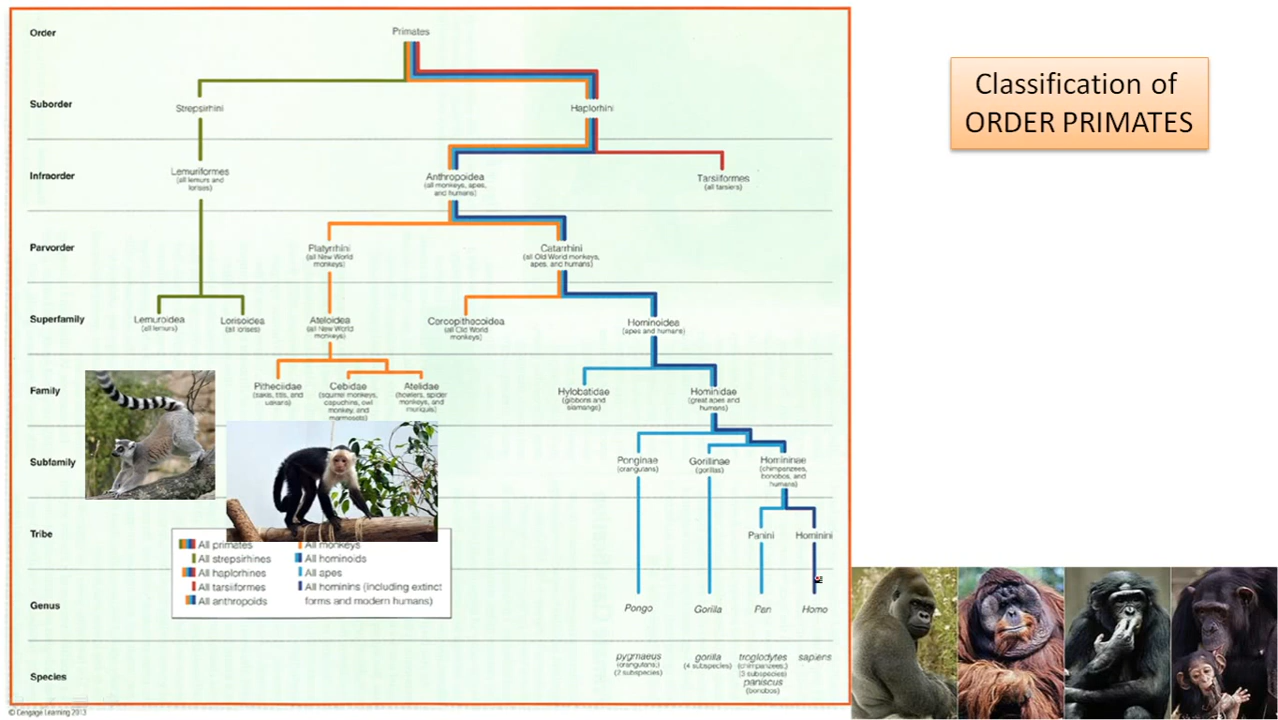 Classification of
ORDER PRIMATES
Order
Primates
Suborder
Strepsirhini
Haplorhini
Infraorder
Lemuriformes
(all lemurs and
lorises)
Anthropoidea
(all monkeys, apes,
and humans)
Tarsiiformes
(all tarsiers)
Parvorder
Platyrrhini
(all New World
monkeys)
Catarrhini
(all Old World monkeys,
apes, and humans)
Superfamily
Lemuroidea
(all lemurs)
Lorisoidea
(all lorises)
Ateloidea
(all New World
monkeys)
Cercopithecoidea
(all Old World
monkeys)
Hominoidea
(apes and humans)
Family
Pitheciidae
(sakis, titis, and
uakaris)
Cebidae
(squirrel monkeys,
capuchins, owl
monkey, and
marmosets)
Atelidae
(howlers, spider
monkeys, and
muriquis)
Hylobatidae
(gibbons and
siamangs)
Hominidae
(great apes and
humans)
Subfamily
Ponginae
(orangutans)
Gorillinae
(gorillas)
Homininae
(chimpanzees,
bonobos, and
humans)
Tribe
Panini
Hominini
All primates
All strepsirhines
All haplorhines
All tarsiiformes
All anthropoids
All monkeys
All hominoids
All apes
All hominins (including extinct
forms and modern humans)
Genus
Pongo
Gorilla
Pan
Homo
Species
pygmaeus
(orangutans;)
(2 subspecies)
gorilla
(4 subspecies)
troglodytes
(chimpanzees;)
(3 subspecies)
paniscus
(bonobos)
sapiens
© Cengage Learning 2013